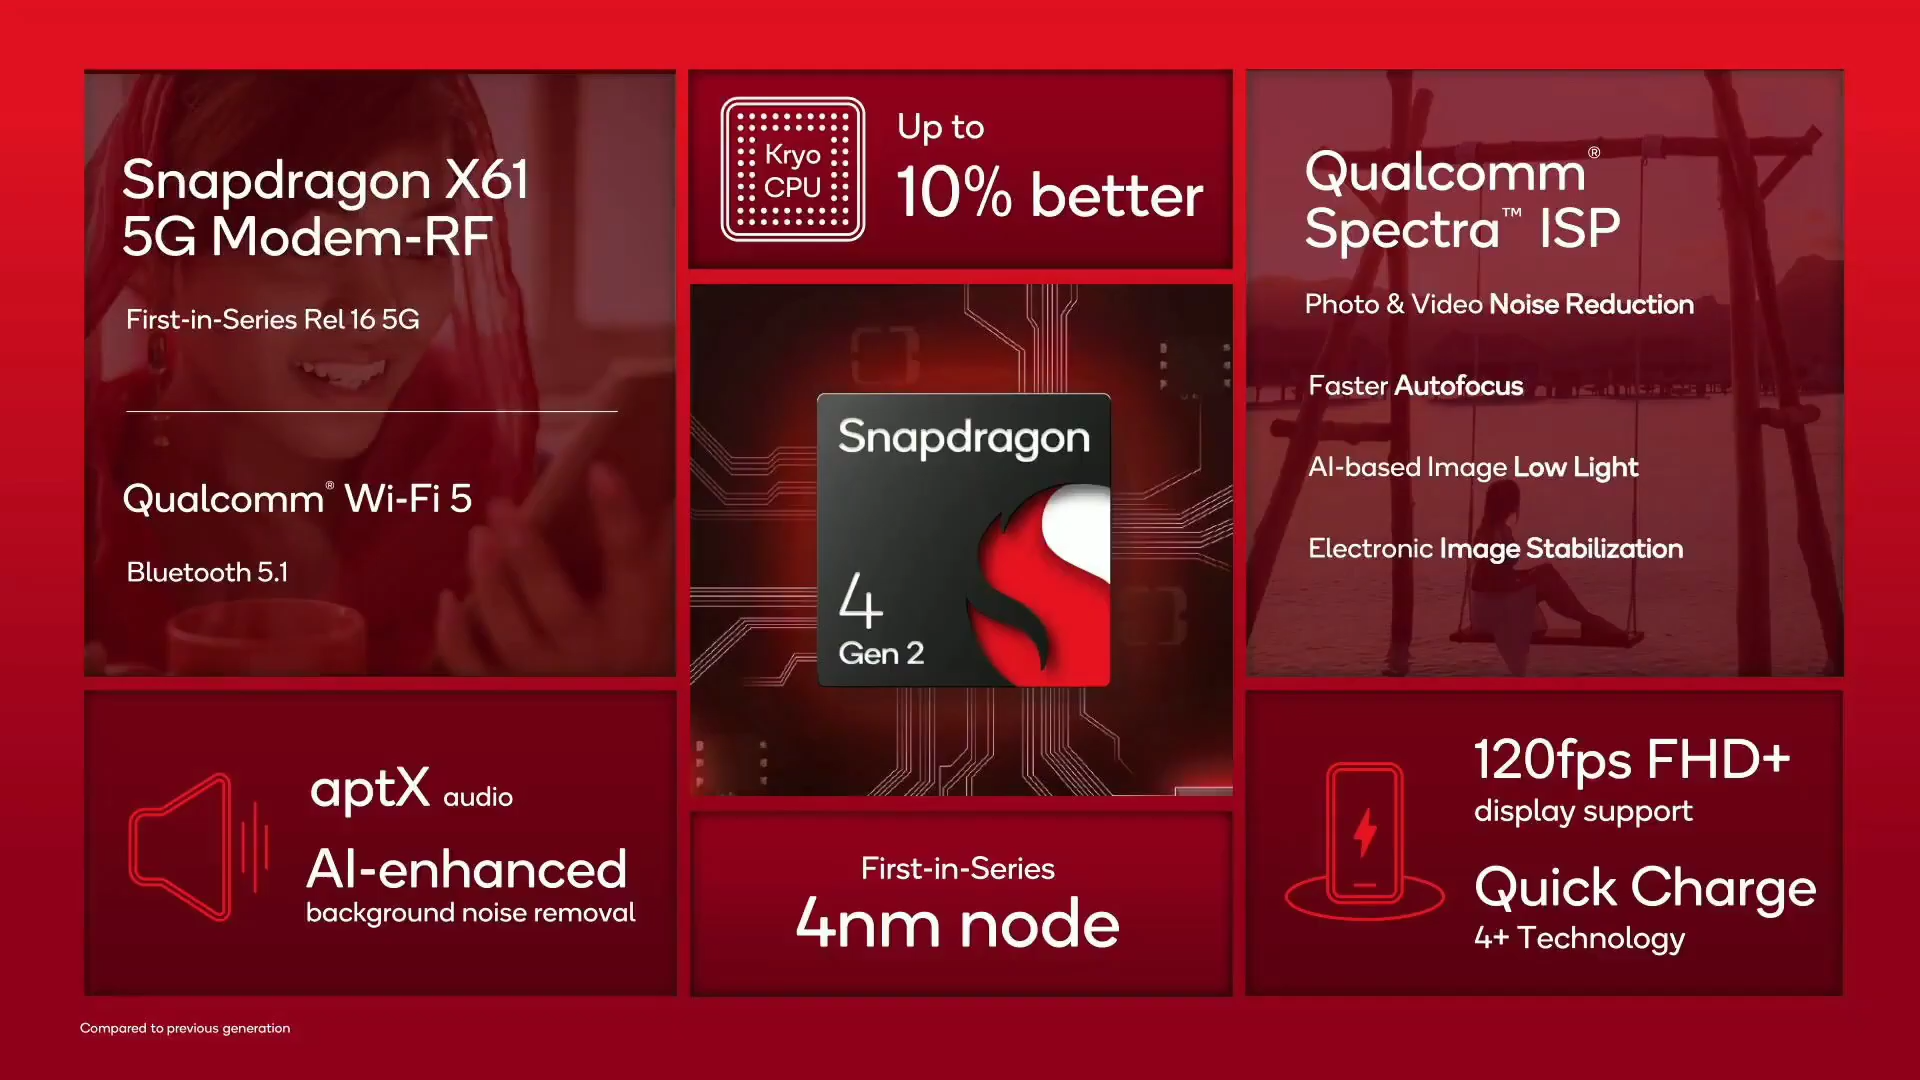 Snapdragon X61
5G Modem-RF
First-in-Series Rel 16 5G
Qualcomm® Wi-Fi 5
Bluetooth 5.1
Kryo
CPU
Up to
10% better
Qualcomm®
Spectra™ ISP
Photo & Video Noise Reduction
Faster Autofocus
AI-based Image Low Light
Electronic Image Stabilization
Snapdragon
4
Gen 2
aptX audio
AI-enhanced
background noise removal
First-in-Series
4nm node
120fps FHD+
display support
Quick Charge
4+ Technology
Compared to previous generation